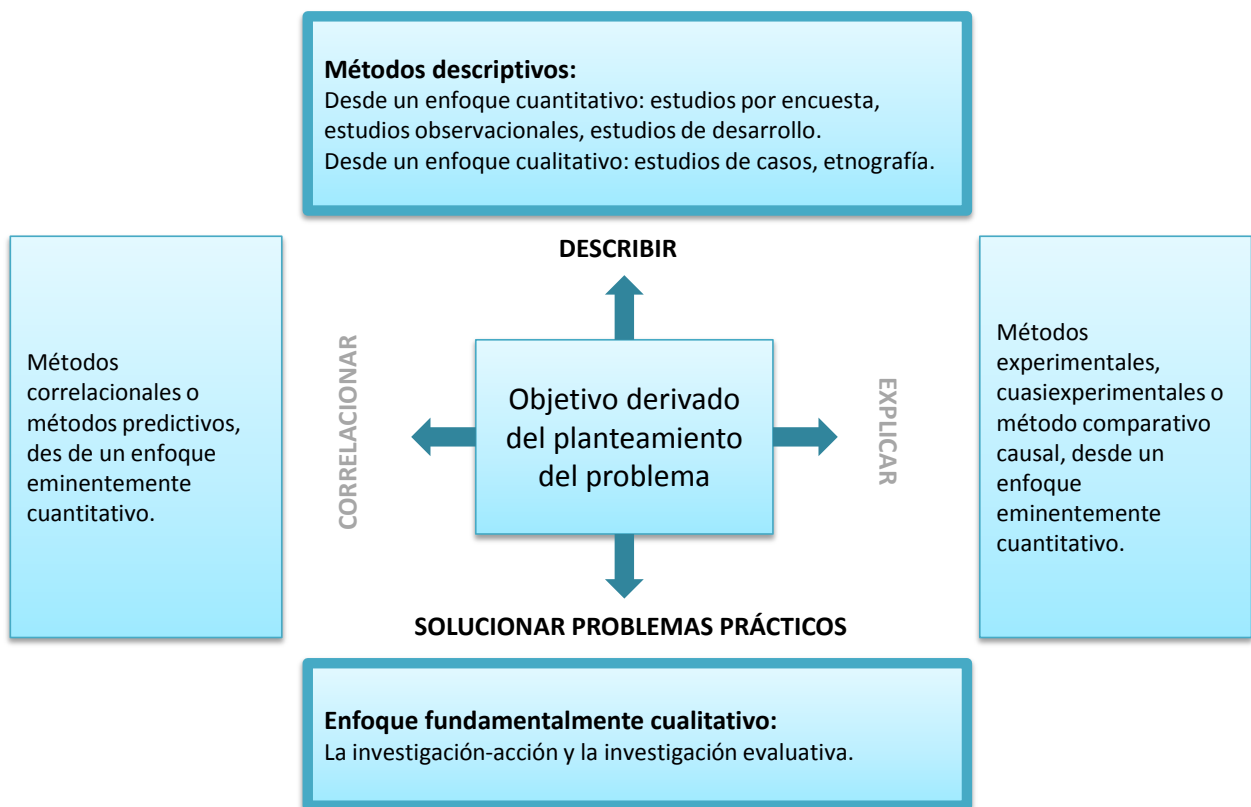 Métodos descriptivos:
Desde un enfoque cuantitativo: estudios por encuesta,
estudios observacionales, estudios de desarrollo.
Desde un enfoque cualitativo: estudios de casos, etnografía.
DESCRIBIR
Métodos
correlacionales o
métodos predictivos,
des de un enfoque
eminentemente
cuantitativo.
CORRELACIONAR
Objetivo derivado
del planteamiento
del problema
EXPLICAR
Métodos
experimentales,
cuasiexperimentales o
método comparativo
causal, desde un
enfoque
eminentemente
cuantitativo.
SOLUCIONAR PROBLEMAS PRÁCTICOS
Enfoque fundamentalmente cualitativo:
La investigación-acción y la investigación evaluativa.